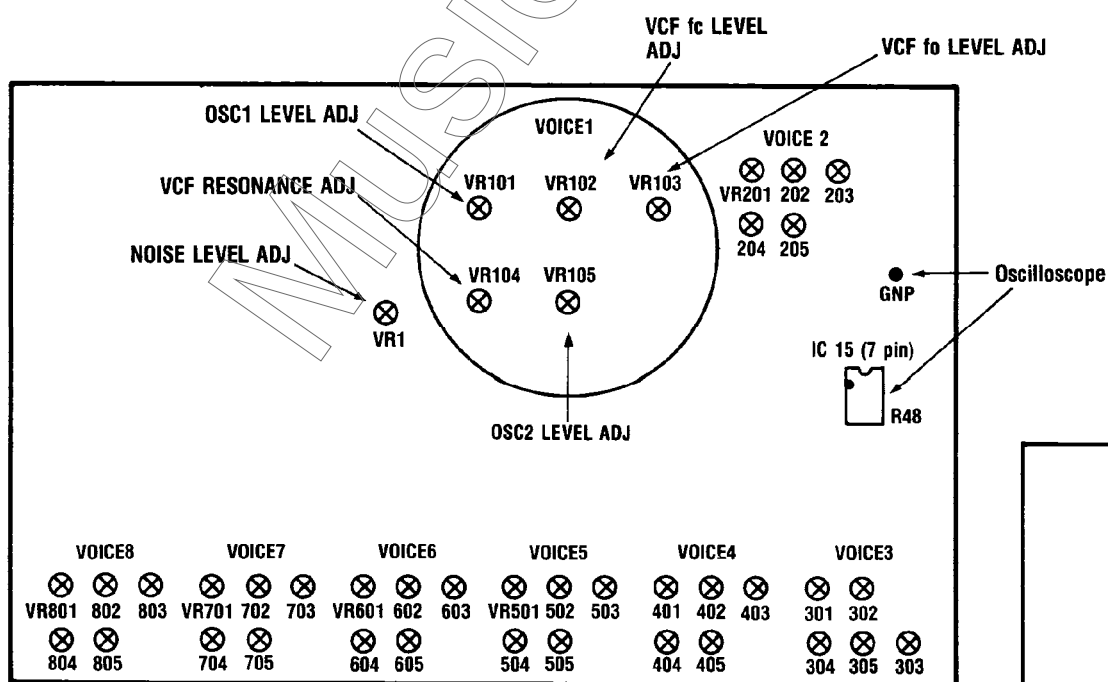 VCF fc LEVEL
ADJ
VCF fo LEVEL ADJ
OSC1 LEVEL ADJ
VOICE1
VOICE 2
VCF RESONANCE ADJ
VR101 VR102 VR103
VR201 202 203
NOISE LEVEL ADJ
204 205
VR104 VR105
Oscilloscope
GNP
VR1
IC 15 (7 pin)
R48
OSC2 LEVEL ADJ
VOICE8 VOICE7 VOICE6 VOICE5 VOICE4 VOICE3
VR801 802 803 VR701 702 703 VR601 602 603 VR501 502 503 401 402 403 301 302
804 805 704 705 604 605 504 505 404 405 304 305 303
MUSIC